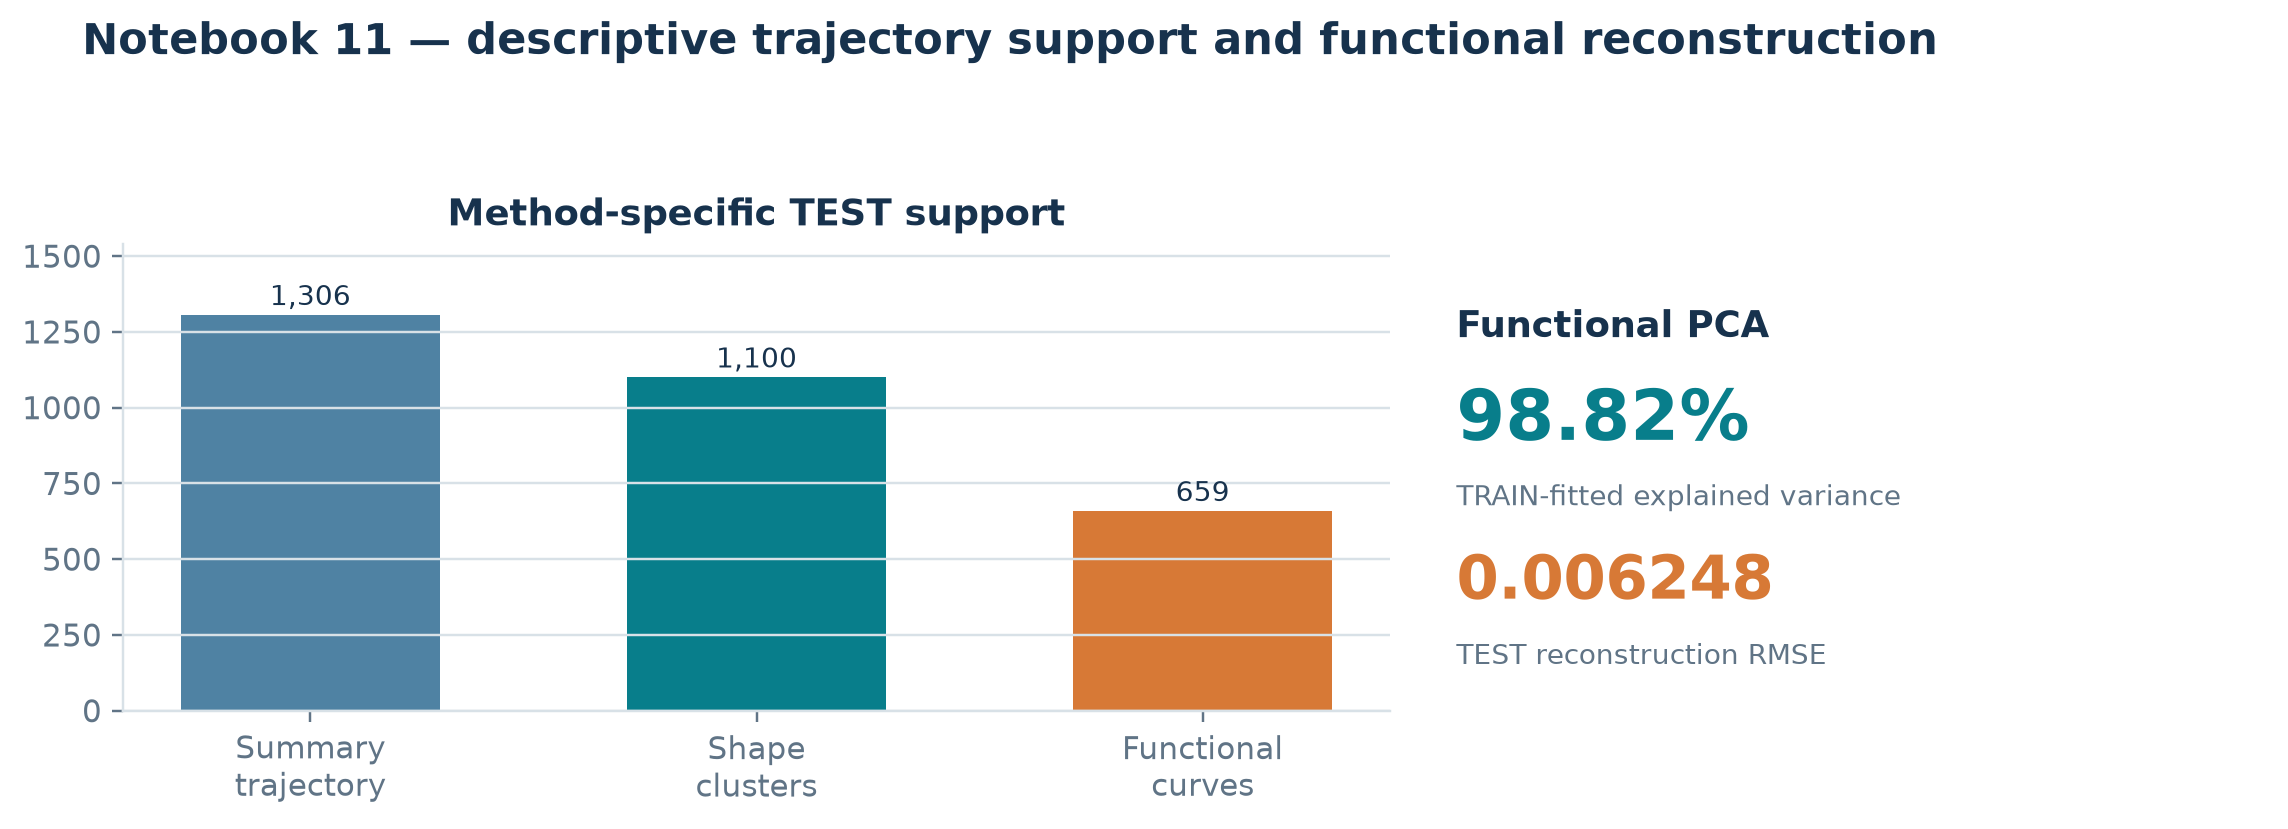 Notebook 11 — descriptive trajectory support and functional reconstruction
Method-specific TEST support
1500
1250
1000
750
500
250
0
1,306
1,100
659
Summary
trajectory
Shape
clusters
Functional
curves
Functional PCA
98.82%
TRAIN-fitted explained variance
0.006248
TEST reconstruction RMSE